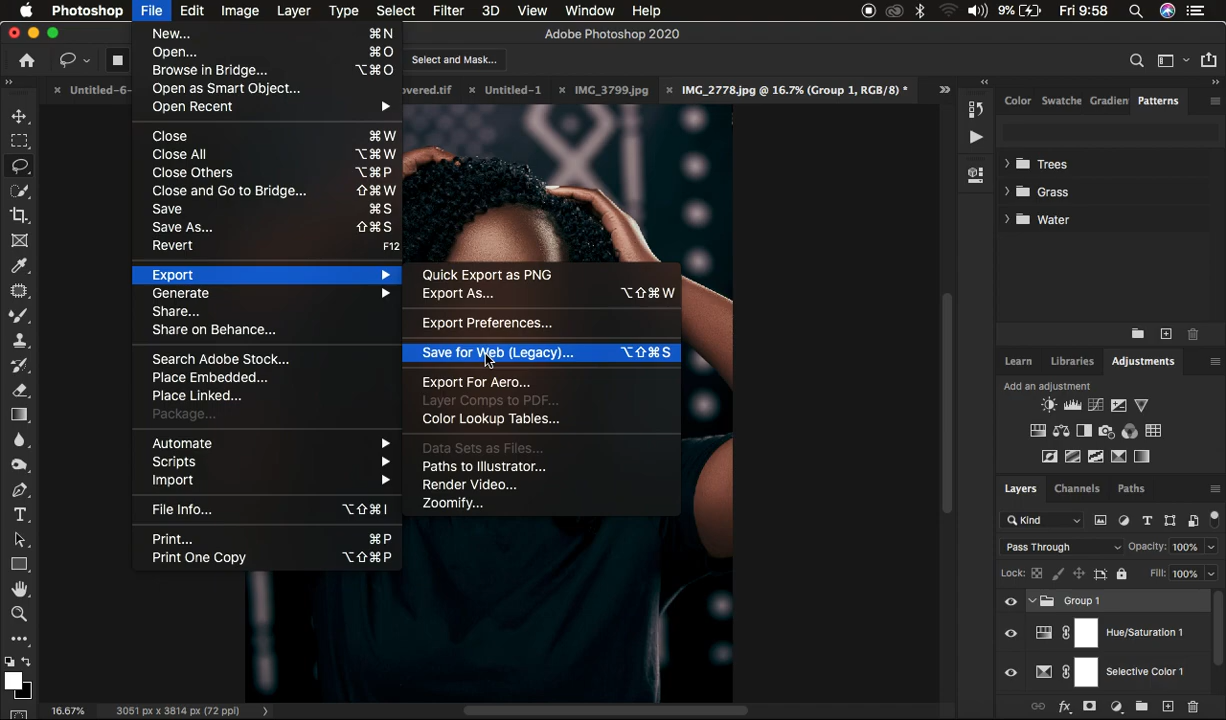 Photoshop File Edit Image Layer Type Select Filter 3D View Window Help 9% Fri 9:58
Adobe Photoshop 2020
Select and Mask...
× Untitled-6- overed.tif × Untitled-1 × IMG_3799.jpg × IMG_2778.jpg @ 16.7% (Group 1, RGB/8) *
New... ⌘N
Open... ⌘O
Browse in Bridge... ⌥⌘O
Open as Smart Object...
Open Recent
Close ⌘W
Close All ⌥⌘W
Close Others ⌥⌘P
Close and Go to Bridge... ⇧⌘W
Save ⌘S
Save As... ⇧⌘S
Revert F12
Export
Generate
Share...
Share on Behance...
Search Adobe Stock...
Place Embedded...
Place Linked...
Package...
Automate
Scripts
Import
File Info... ⌥⇧⌘I
Print... ⌘P
Print One Copy ⌥⇧⌘P
Quick Export as PNG
Export As... ⌥⇧⌘W
Export Preferences...
Save for Web (Legacy)... ⌥⇧⌘S
Export For Aero...
Layer Comps to PDF...
Color Lookup Tables...
Data Sets as Files...
Paths to Illustrator...
Render Video...
Zoomify...
Color Swatche Gradien Patterns
Trees
Grass
Water
Learn Libraries Adjustments
Add an adjustment
Layers Channels Paths
Kind
Pass Through Opacity: 100%
Lock: Fill: 100%
Group 1
Hue/Saturation 1
Selective Color 1
16.67% 3051 px x 3814 px (72 ppi)